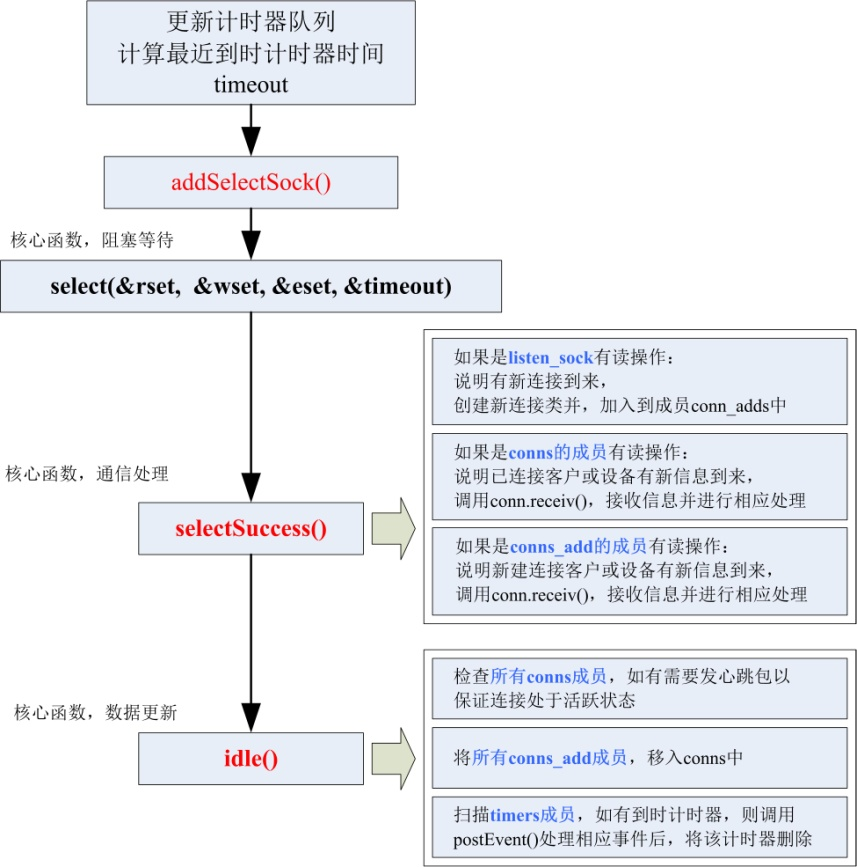 更新计时器队列
计算最近到时计时器时间
timeout
addSelectSock()
核心函数，阻塞等待
select(&rset, &wset, &eset, &timeout)
如果是listen_sock有读操作：
说明有新连接到来，
创建新连接类并，加入到成员conn_adds中
如果是conns的成员有读操作：
说明已连接客户或设备有新信息到来，
调用conn.receiv()，接收信息并进行相应处理
核心函数，通信处理
selectSuccess()
如果是conns_add的成员有读操作：
说明新建连接客户或设备有新信息到来，
调用conn.receiv()，接收信息并进行相应处理
检查所有conns成员，如有需要发心跳包以
保证连接处于活跃状态
核心函数，数据更新
idle()
将所有conns_add成员，移入conns中
扫描timers成员，如有到时计时器，则调用
postEvent()处理相应事件后，将该计时器删除